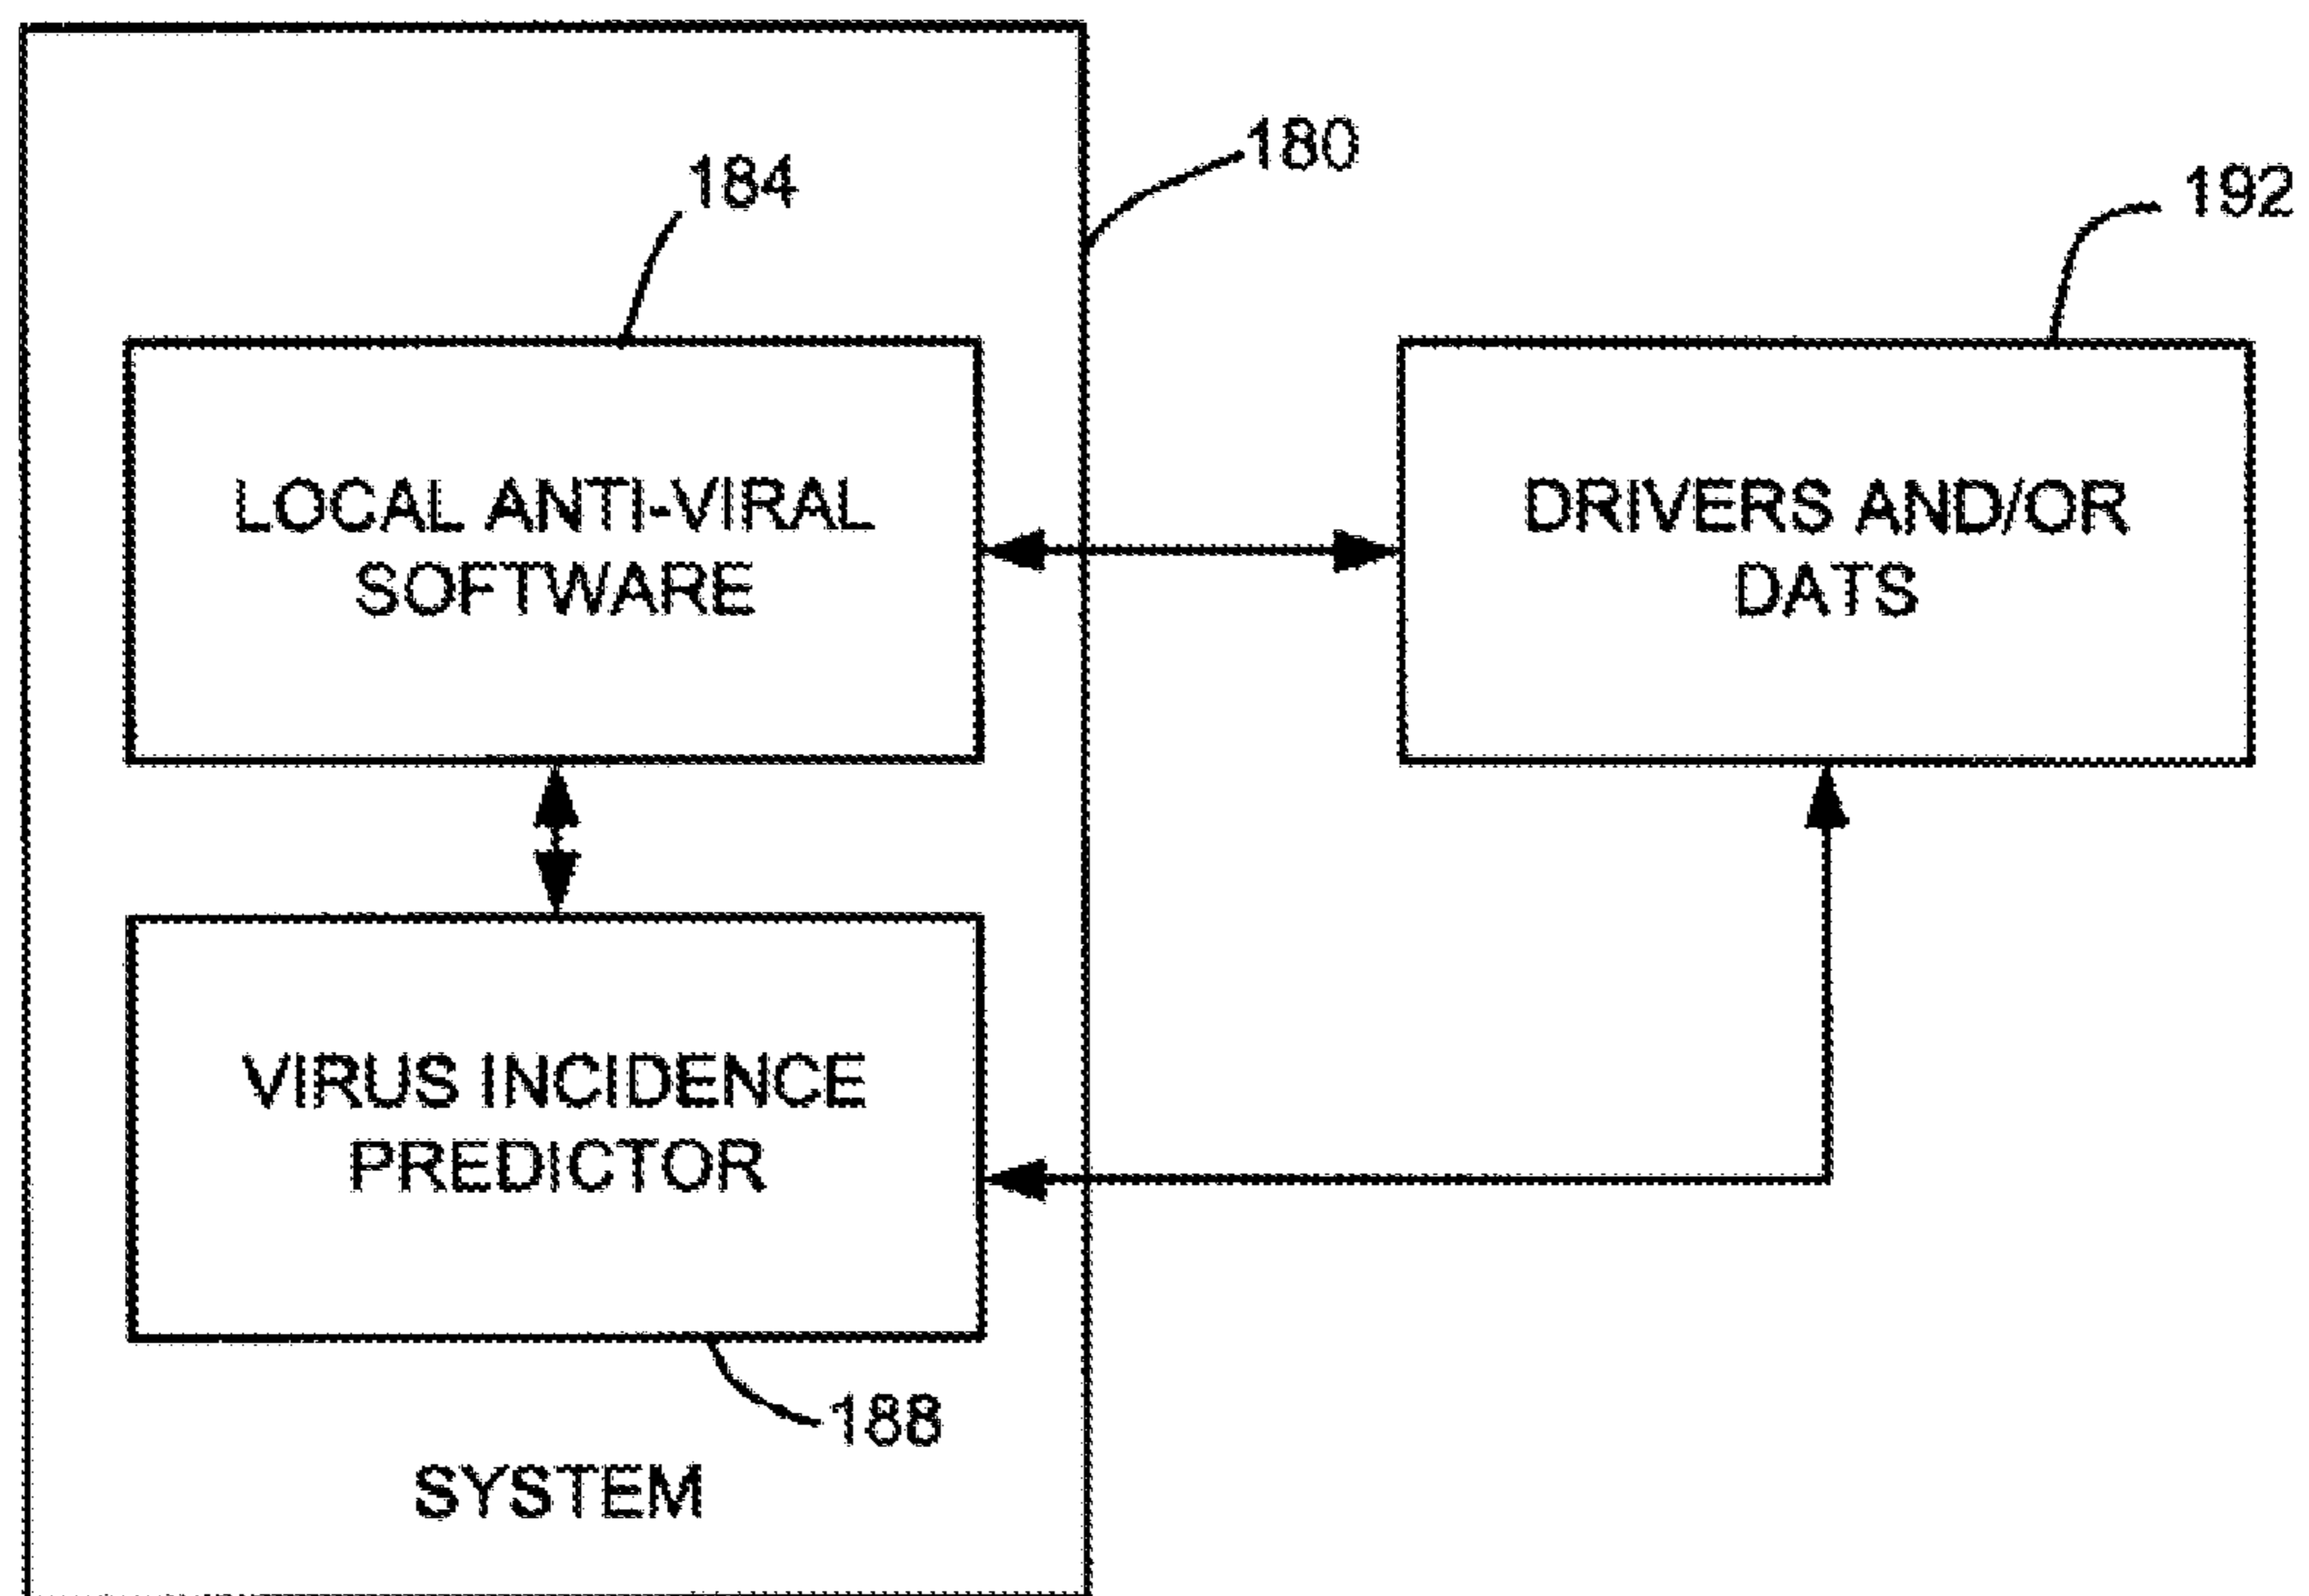 180
184
192
LOCAL ANTI-VIRAL
SOFTWARE
DRIVERS AND/OR
DATS
VIRUS INCIDENCE
PREDICTOR
188
SYSTEM